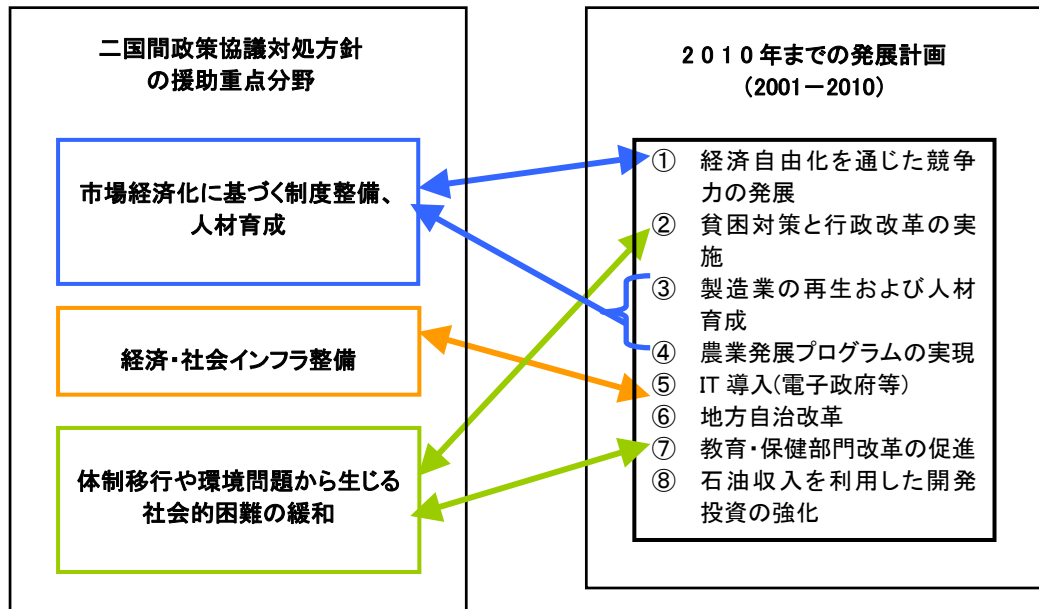 二国間政策協議対処方針
の援助重点分野
市場経済化に基づく制度整備、
人材育成
経済・社会インフラ整備
体制移行や環境問題から生じる
社会的困難の緩和
2010年までの発展計画
(2001-2010)
① 経済自由化を通じた競争
力の発展
② 貧困対策と行政改革の実
施
③ 製造業の再生および人材
育成
④ 農業発展プログラムの実現
⑤ IT 導入(電子政府等)
⑥ 地方自治改革
⑦ 教育・保健部門改革の促進
⑧ 石油収入を利用した開発
投資の強化